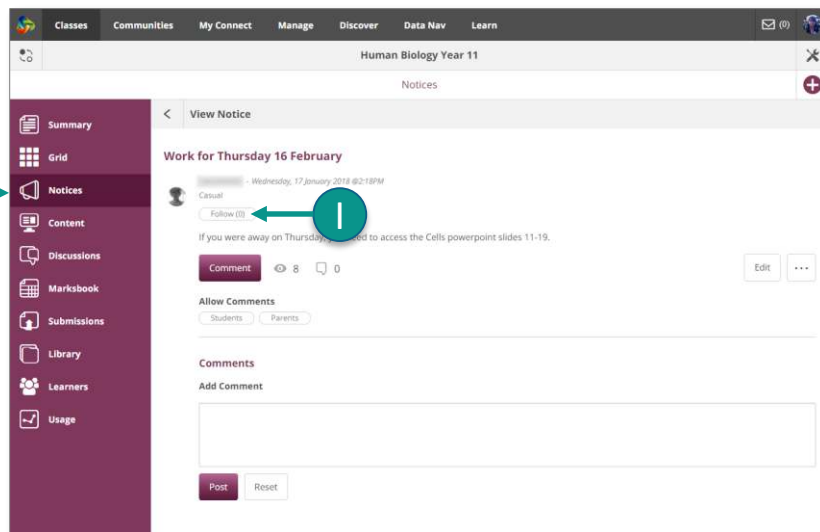 Classes Communities My Connect Manage Discover Data Nav Learn (0)
Human Biology Year 11
Notices
Summary
Grid
Notices
Content
Discussions
Marksbook
Submissions
Library
Learners
Usage
View Notice
Work for Thursday 16 February
- Wednesday, 17 January 2018 @2:18PM
Casual
Follow (0)
I
If you were away on Thursday, need to access the Cells powerpoint slides 11-19.
Comment 8 0
Edit ...
Allow Comments
Students Parents
Comments
Add Comment
Post Reset